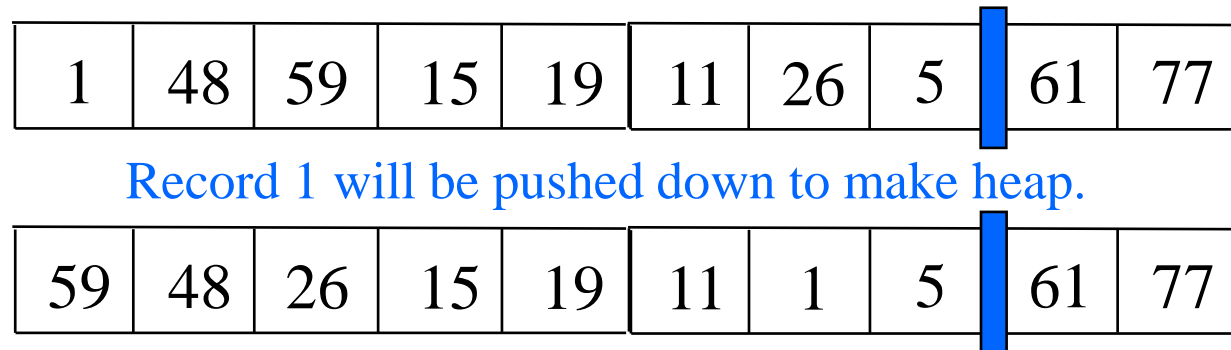 1 48 59 15 19 11 26 5 61 77
Record 1 will be pushed down to make heap.
59 48 26 15 19 11 1 5 61 77